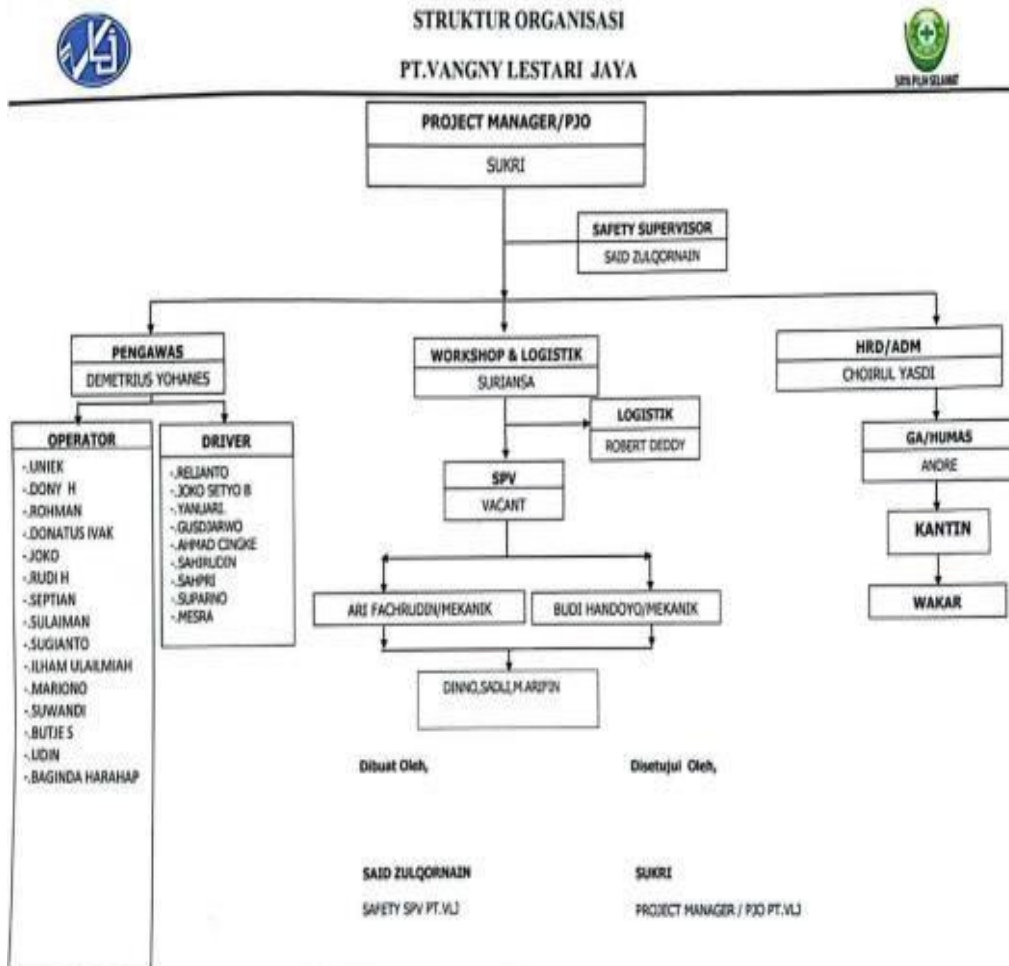 STRUKTUR ORGANISASI
PT.VANGNY LESTARI JAYA
PROJECT MANAGER/PJO
SUKRI
SAFETY SUPERVISOR
SAID ZULQORNAIN
PENGAWAS
DEMETRIUS YOHANES
WORKSHOP & LOGISTIK
SURIANSA
HRD/ADM
CHOIRUL YASDI
OPERATOR
-.UNIEK
-.DONY H
-.ROHMAN
-.DONATUS IVAK
-.JOKO
-.RUDI H
-.SEPTIAN
-.SULAIMAN
-.SUGIANTO
-.ILHAM ULAILMIAH
-.MARIONO
-.SUWANDI
-.BUTJE S
-.UDIN
-.BAGINDA HARAHAP
DRIVER
-.RELIANTO
-.JOKO SETYO B
-.YANUARI.
-.GUSDJARWO
-.AHMAD CINGKE
-.SAHIRUDIN
-.SAHPRI
-.SUPARNO
-.MESRA
LOGISTIK
ROBERT DEDDY
SPV
VACANT
ARI FACHRUDIN/MEKANIK
BUDI HANDOYO/MEKANIK
DINNO,SADLI,M.ARIPIN
GA/HUMAS
ANDRE
KANTIN
WAKAR
Dibuat Oleh,
Disetujui Oleh,
SAID ZULQORNAIN
SUKRI
SAFETY SPV PT.VLJ
PROJECT MANAGER / PJO PT.VLJ